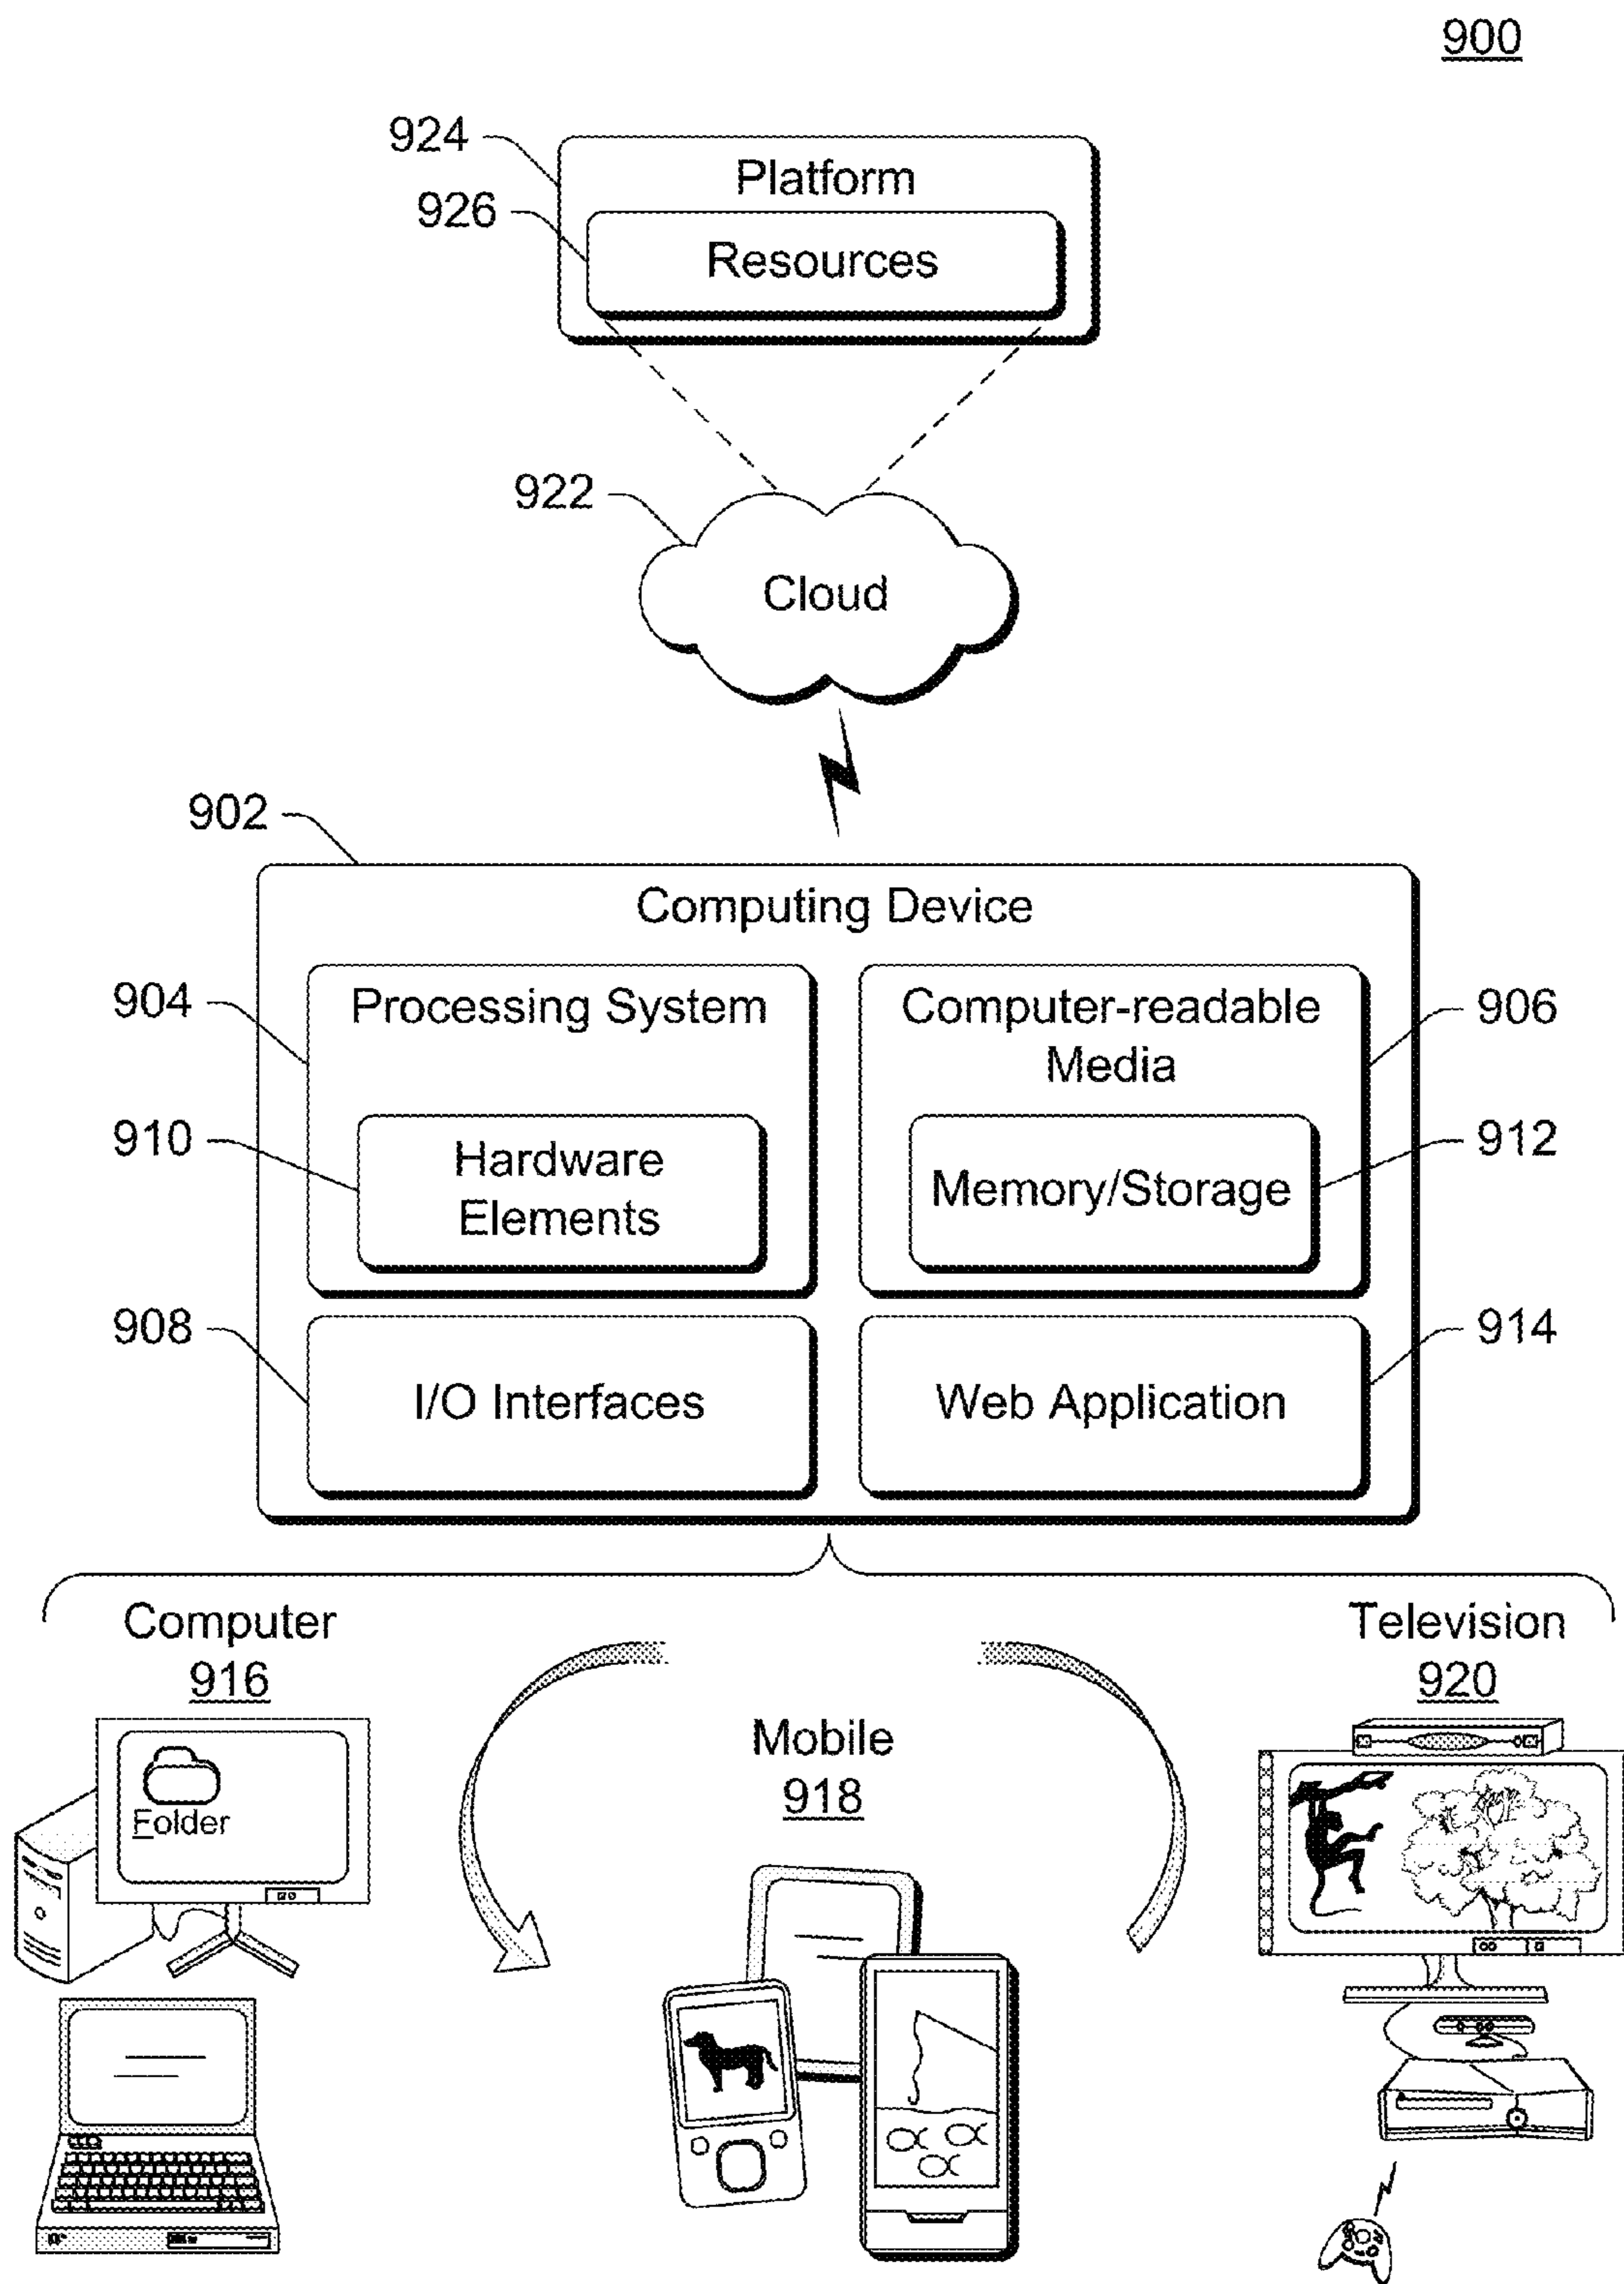 900
924
Platform
926
Resources
922
Cloud
902
Computing Device
904
Processing System
Computer-readable
Media
906
910
Hardware
Elements
Memory/Storage
912
908
I/O Interfaces
Web Application
914
Computer
916
Television
920
Mobile
918
Folder